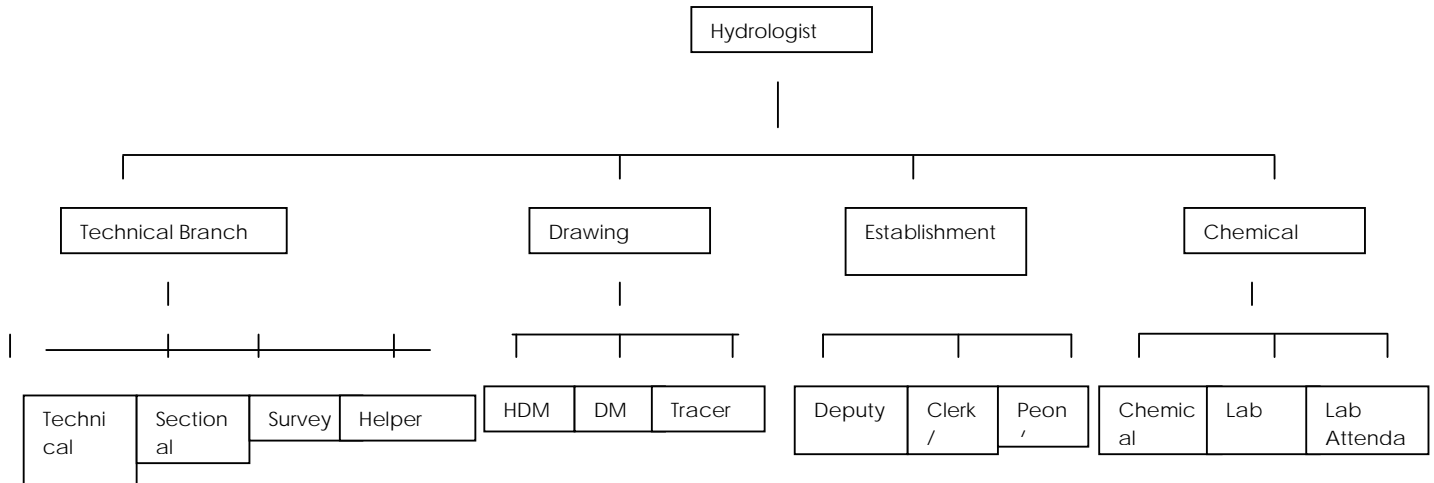 Hydrologist
Technical Branch
Drawing
Establishment
Chemical
Techni
cal
Section
al
Survey
Helper
HDM
DM
Tracer
Deputy
Clerk
/
Peon
/
Chemic
al
Lab
Lab
Attenda